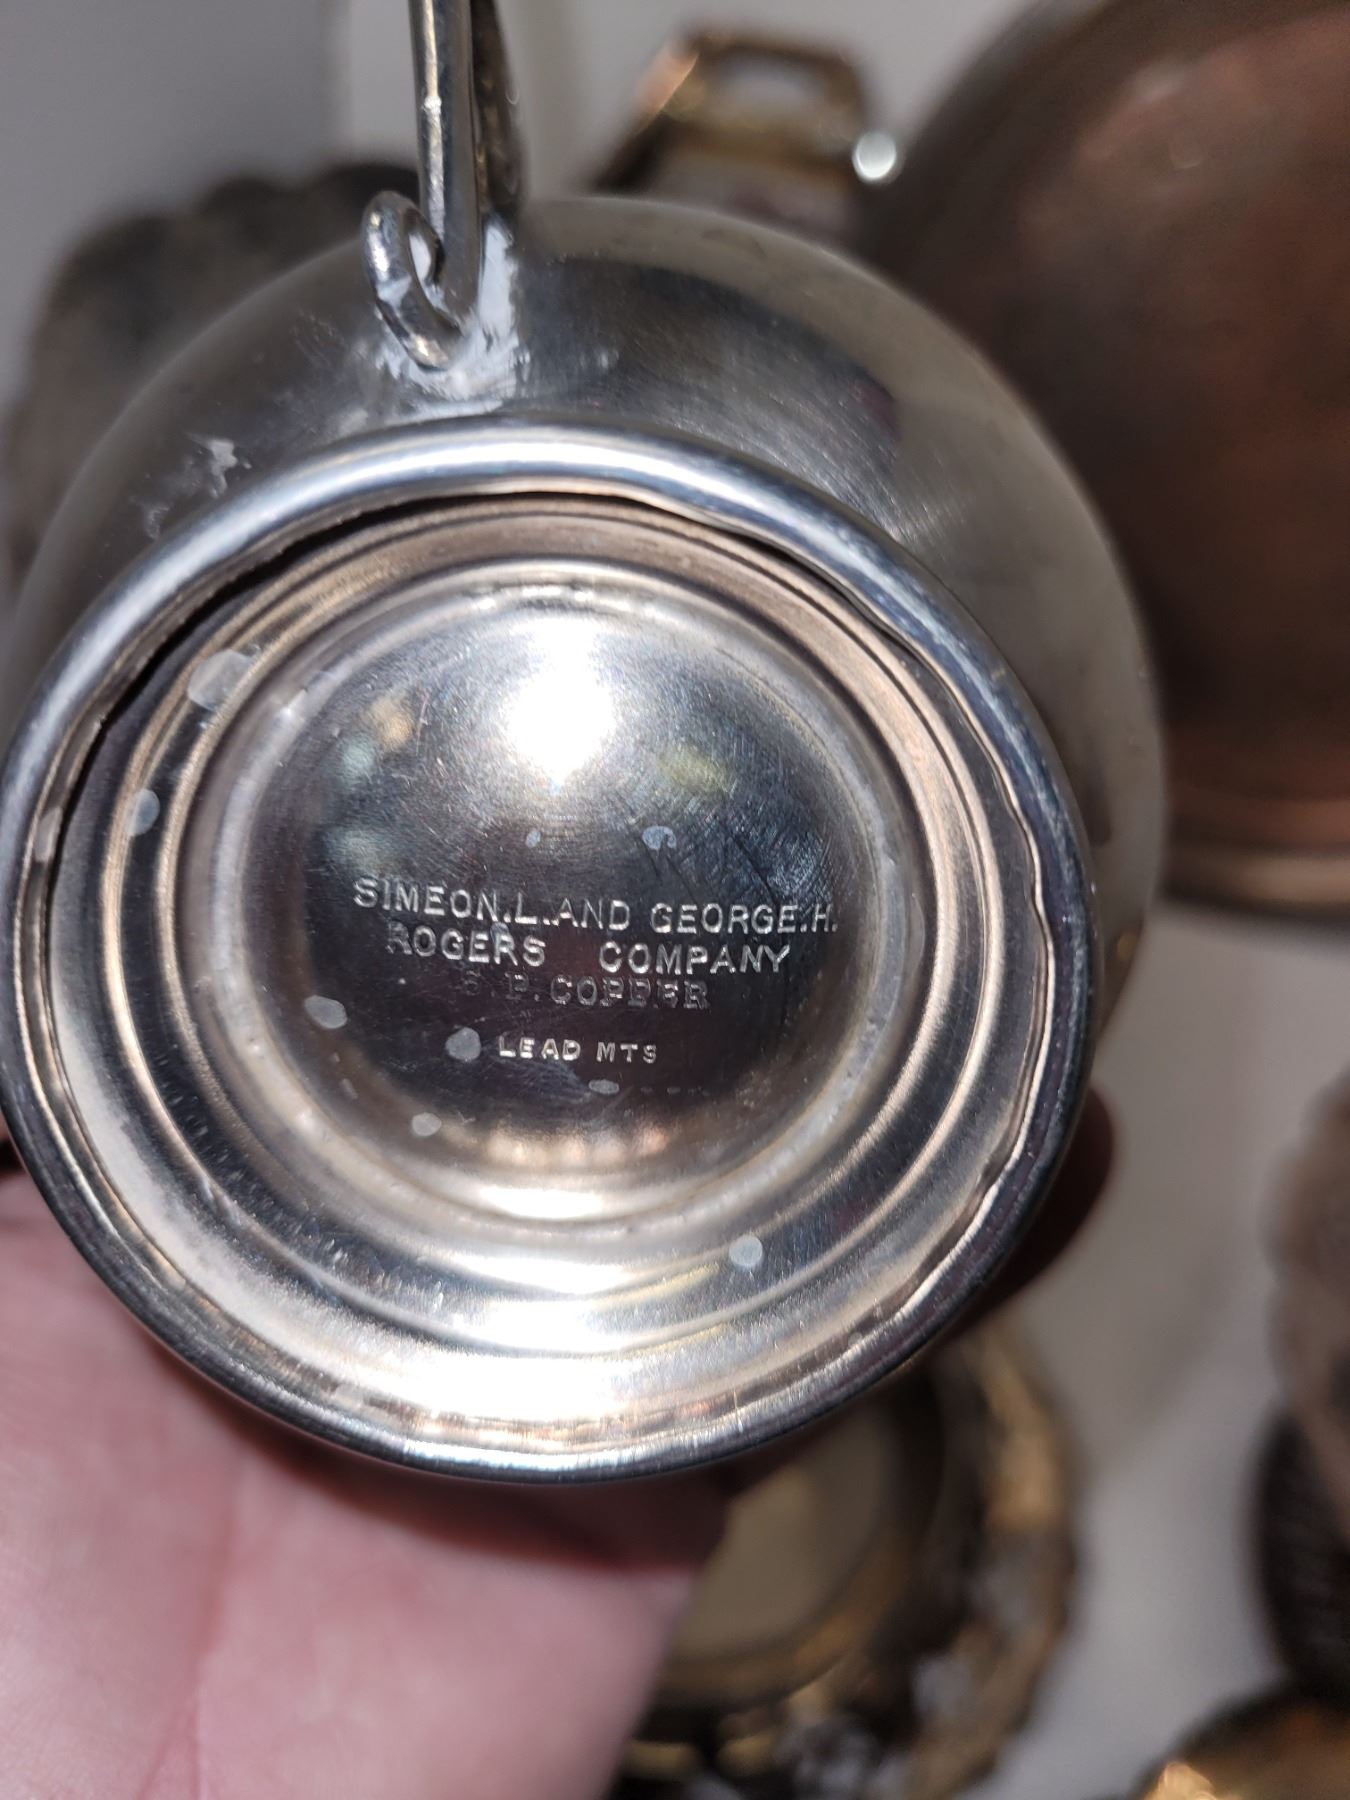 SIMEON.L.AND GEORGE.H.
ROGERS COMPANY
E.P.COPPER
LEAD MTS